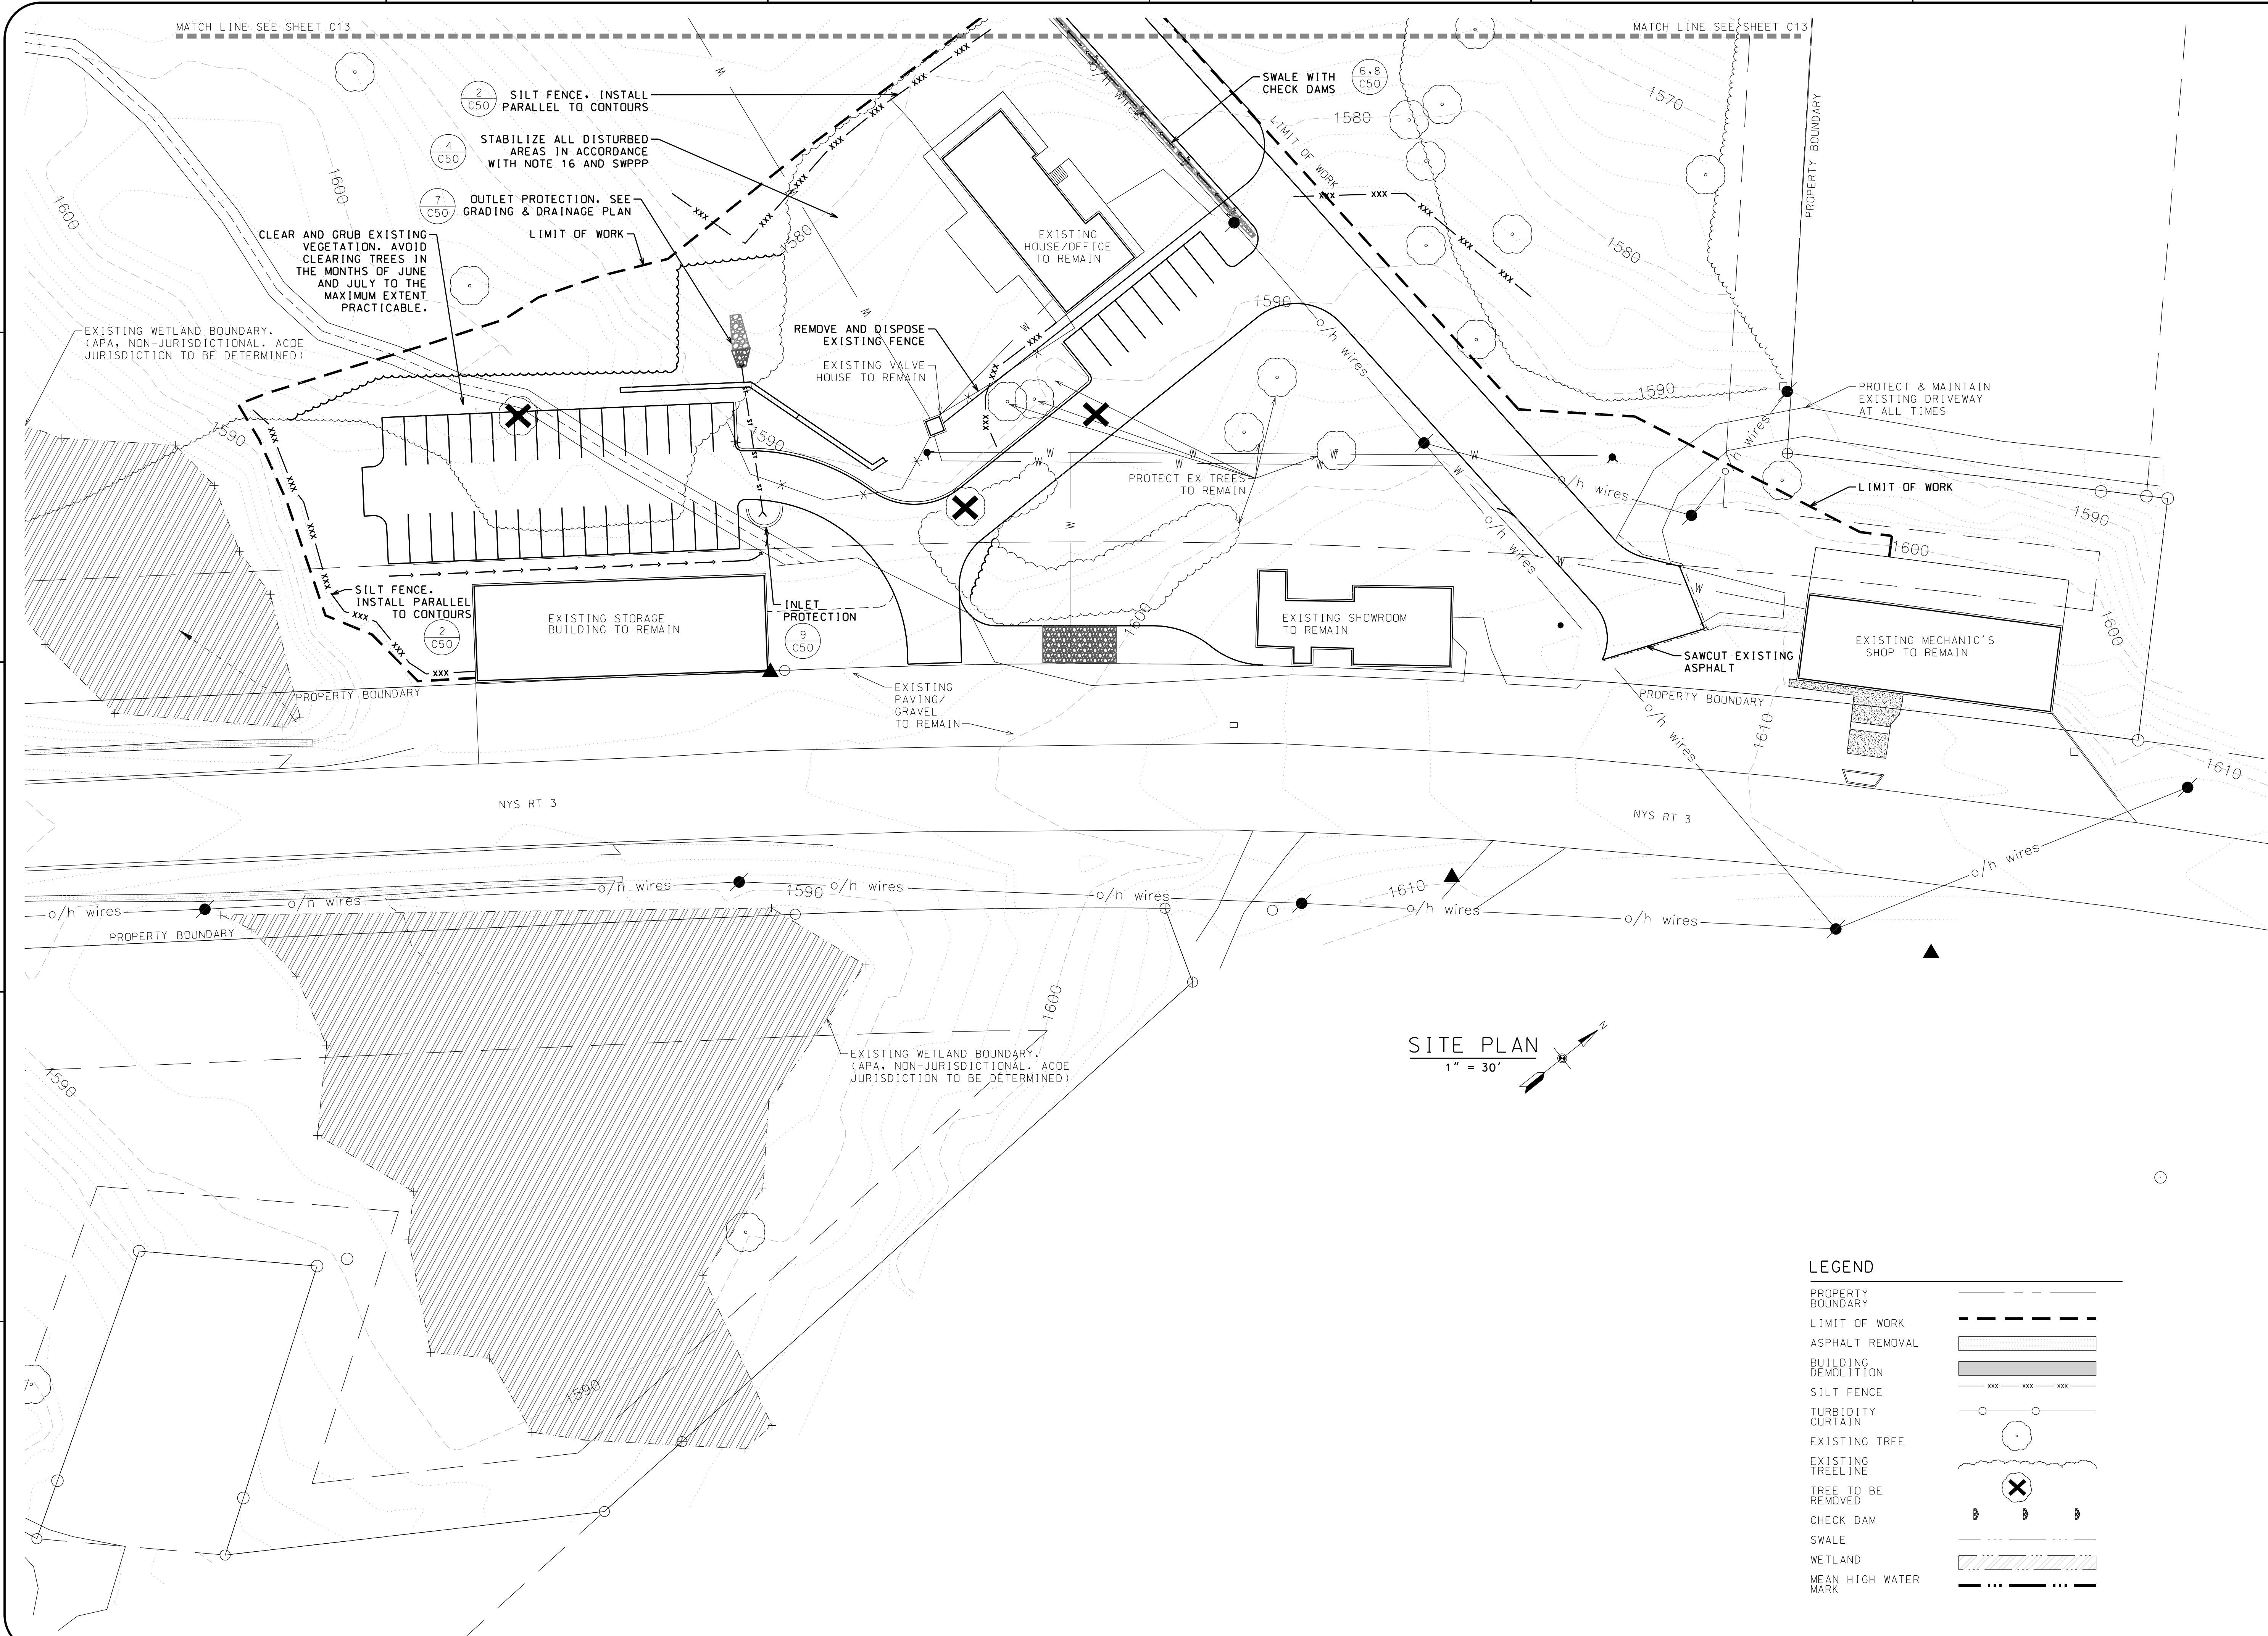 MATCH LINE SEE SHEET C13
MATCH LINE SEE SHEET C13
2
C50
SILT FENCE. INSTALL
PARALLEL TO CONTOURS
4
C50
STABILIZE ALL DISTURBED
AREAS IN ACCORDANCE
WITH NOTE 16 AND SWPPP
7
C50
OUTLET PROTECTION. SEE
GRADING & DRAINAGE PLAN
LIMIT OF WORK
CLEAR AND GRUB EXISTING
VEGETATION. AVOID
CLEARING TREES IN
THE MONTHS OF JUNE
AND JULY TO THE
MAXIMUM EXTENT
PRACTICABLE.
EXISTING WETLAND BOUNDARY.
(APA, NON-JURISDICTIONAL. ACOE
JURISDICTION TO BE DETERMINED)
SWALE WITH
CHECK DAMS
6,8
C50
o/h wires
LIMIT OF WORK
1570
1580
1580
1580
1590
1590
1590
1590
1600
1600
PROPERTY BOUNDARY
EXISTING
HOUSE/OFFICE
TO REMAIN
REMOVE AND DISPOSE
EXISTING FENCE
EXISTING VALVE
HOUSE TO REMAIN
PROTECT EX TREES
TO REMAIN
o/h wires
o/h wires
o/h wires
o/h wires
PROTECT & MAINTAIN
EXISTING DRIVEWAY
AT ALL TIMES
LIMIT OF WORK
1590
1600
1600
1600
SILT FENCE.
INSTALL PARALLEL
TO CONTOURS
2
C50
EXISTING STORAGE
BUILDING TO REMAIN
INLET
PROTECTION
9
C50
EXISTING SHOWROOM
TO REMAIN
EXISTING MECHANIC'S
SHOP TO REMAIN
SAWCUT EXISTING
ASPHALT
EXISTING
PAVING/
GRAVEL
TO REMAIN
PROPERTY BOUNDARY
PROPERTY BOUNDARY
o/h wires
1610
1610
NYS RT 3
NYS RT 3
o/h wires
o/h wires
o/h wires
1590
o/h wires
o/h wires
1610
o/h wires
o/h wires
o/h wires
PROPERTY BOUNDARY
1600
1590
EXISTING WETLAND BOUNDARY.
(APA, NON-JURISDICTIONAL. ACOE
JURISDICTION TO BE DETERMINED)
SITE PLAN
1" = 30'
N
1590
LEGEND
PROPERTY
BOUNDARY
LIMIT OF WORK
ASPHALT REMOVAL
BUILDING
DEMOLITION
SILT FENCE
xxx xxx xxx
TURBIDITY
CURTAIN
EXISTING TREE
EXISTING
TREELINE
TREE TO BE
REMOVED
CHECK DAM
SWALE
WETLAND
MEAN HIGH WATER
MARK